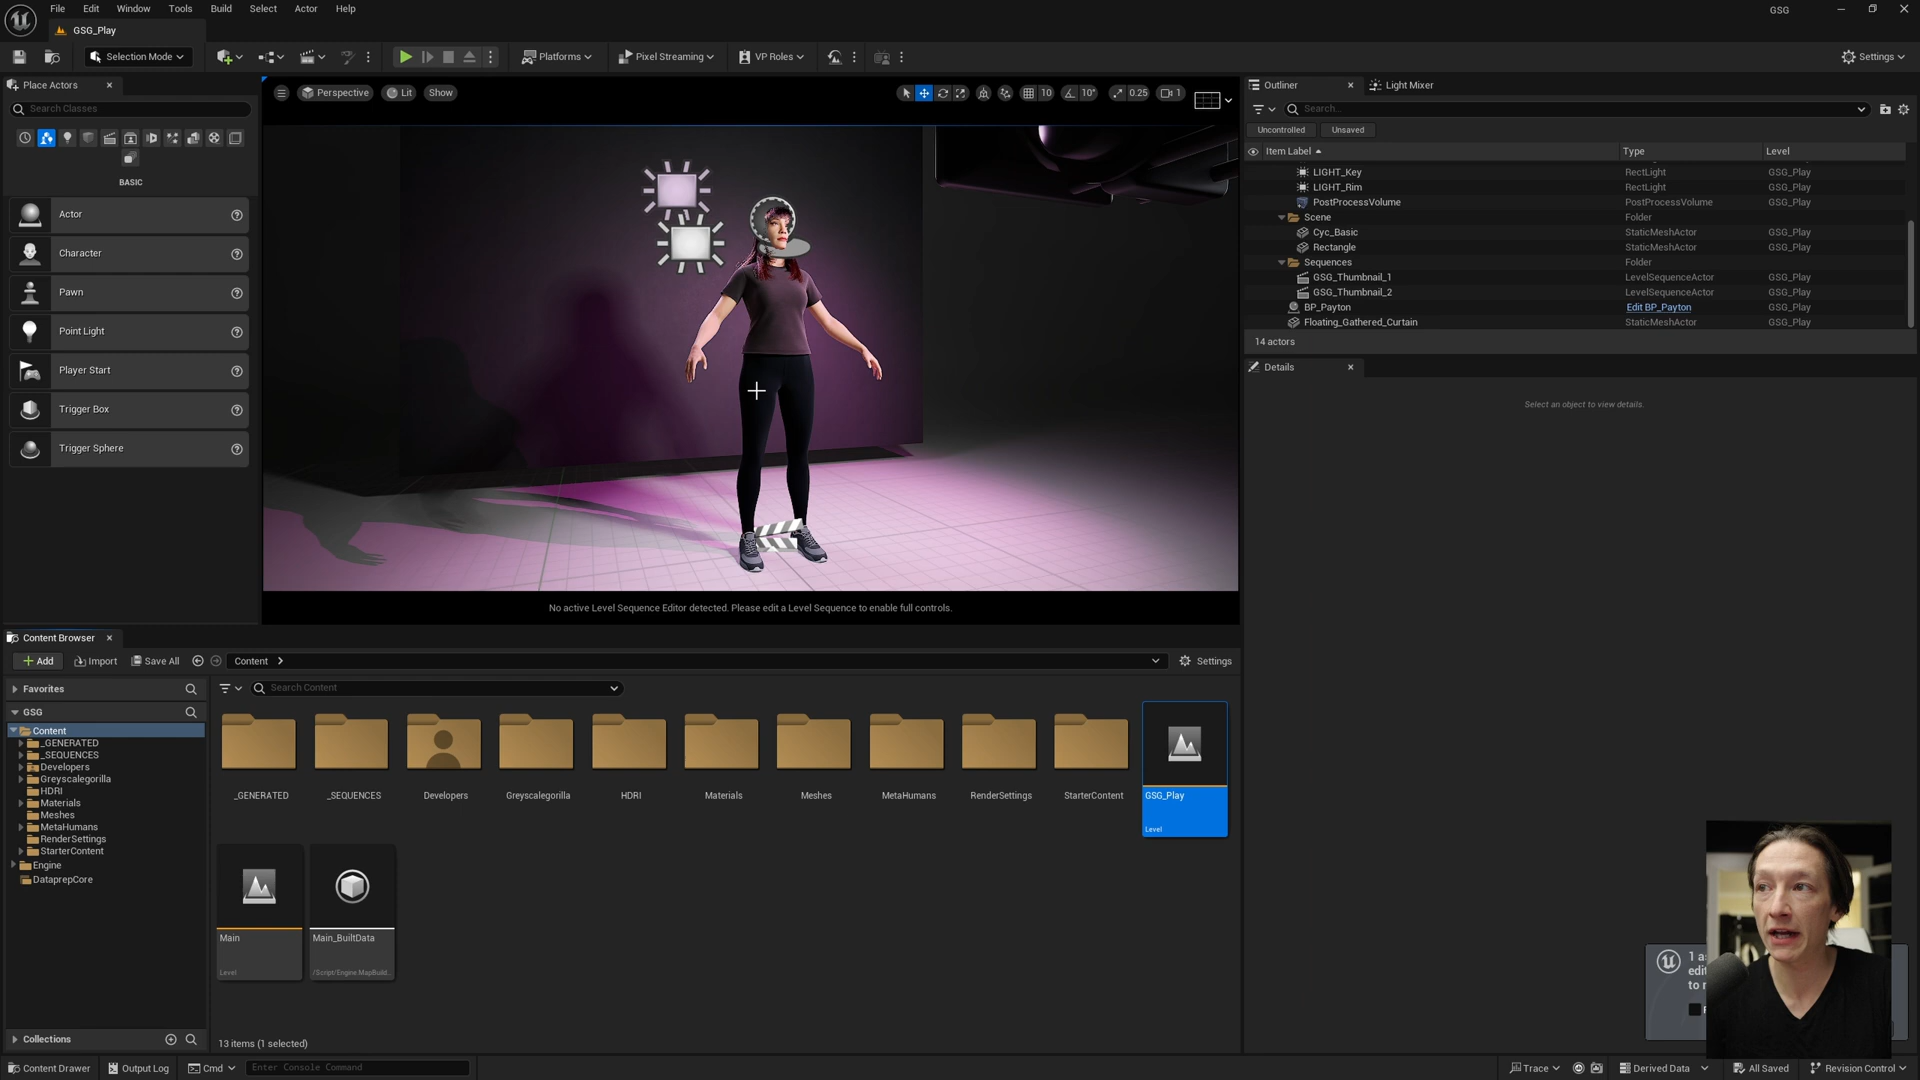 File Edit Window Tools Build Select Actor Help
GSG
GSG_Play
Selection Mode
Platforms
Pixel Streaming
VP Roles
Settings
Place Actors
Search Classes
BASIC
Actor
Character
Pawn
Point Light
Player Start
Trigger Box
Trigger Sphere
Perspective
Lit
Show
10
10°
0.25
1
No active Level Sequence Editor detected. Please edit a Level Sequence to enable full controls.
Outliner
Light Mixer
Search...
Uncontrolled
Unsaved
Item Label Type Level
LIGHT_Key RectLight GSG_Play
LIGHT_Rim RectLight GSG_Play
PostProcessVolume PostProcessVolume GSG_Play
Scene Folder
Cyc_Basic StaticMeshActor GSG_Play
Rectangle StaticMeshActor GSG_Play
Sequences Folder
GSG_Thumbnail_1 LevelSequenceActor GSG_Play
GSG_Thumbnail_2 LevelSequenceActor GSG_Play
BP_Payton Edit BP_Payton GSG_Play
Floating_Gathered_Curtain StaticMeshActor GSG_Play
14 actors
Details
Select an object to view details.
Content Browser
Add
Import
Save All
Content
Settings
Favorites
GSG
Content
_GENERATED
_SEQUENCES
Developers
Greyscalegorilla
HDRI
Materials
Meshes
MetaHumans
RenderSettings
StarterContent
Engine
DataprepCore
Collections
Search Content
_GENERATED
_SEQUENCES
Developers
Greyscalegorilla
HDRI
Materials
Meshes
MetaHumans
RenderSettings
StarterContent
GSG_Play
Level
Main
Level
Main_BuiltData
/Script/Engine.MapBuild...
13 items (1 selected)
Content Drawer
Output Log
Cmd
Enter Console Command
Trace
Derived Data
All Saved
Revision Control